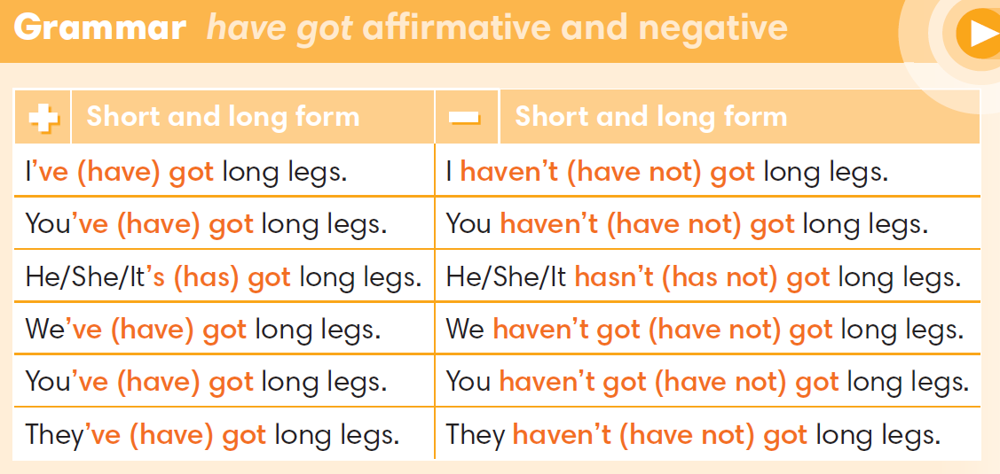 Grammar have got affirmative and negative
+ Short and long form − Short and long form
I've (have) got long legs. I haven't (have not) got long legs.
You've (have) got long legs. You haven't (have not) got long legs.
He/She/It's (has) got long legs. He/She/It hasn't (has not) got long legs.
We've (have) got long legs. We haven't got (have not) got long legs.
You've (have) got long legs. You haven't got (have not) got long legs.
They've (have) got long legs. They haven't (have not) got long legs.